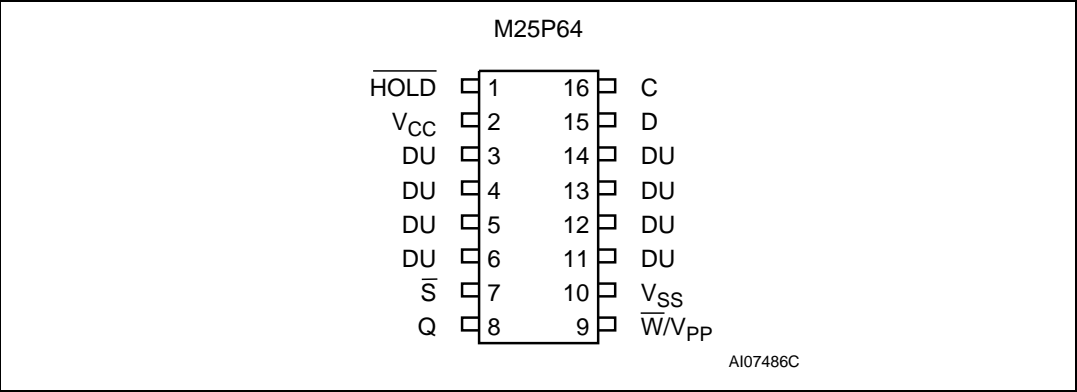 M25P64
HOLD 1 16 C
VCC 2 15 D
DU 3 14 DU
DU 4 13 DU
DU 5 12 DU
DU 6 11 DU
S 7 10 VSS
Q 8 9 W/VPP
AI07486C